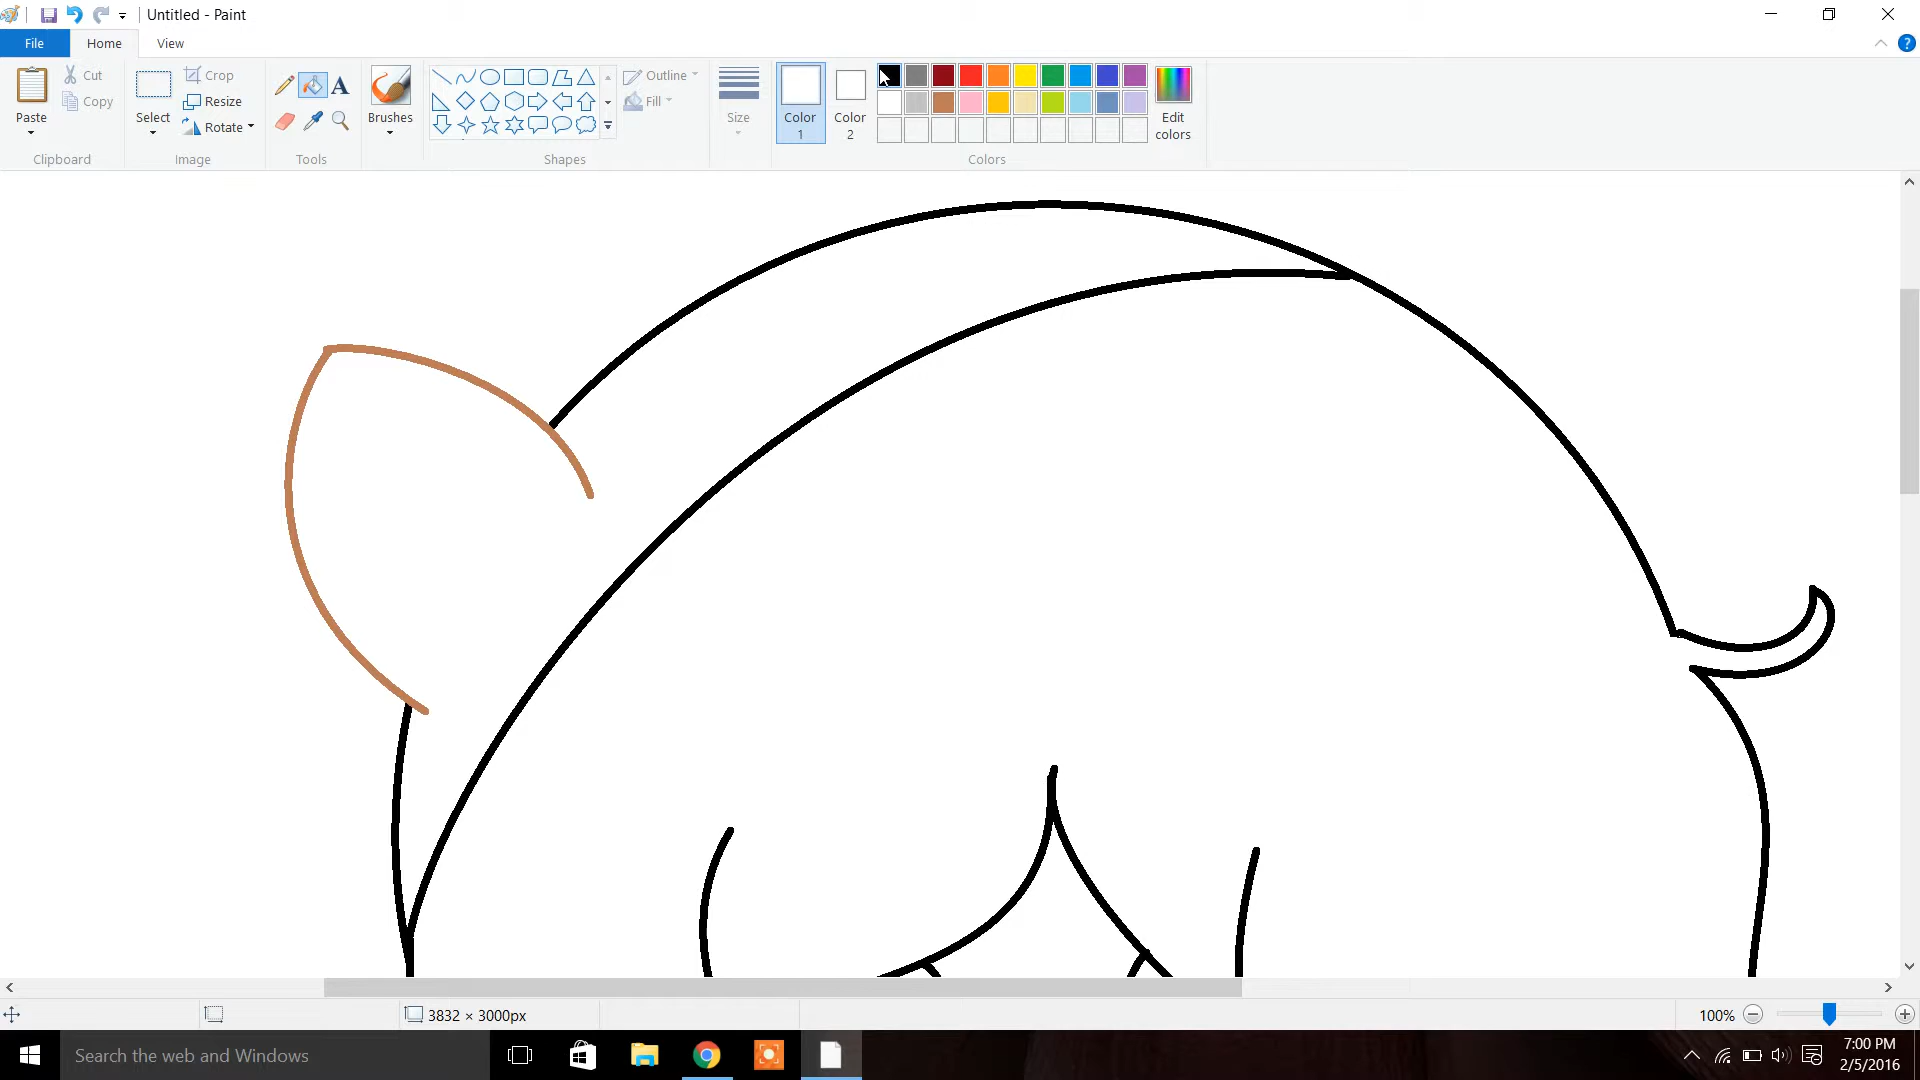 Untitled - Paint
File
Home
View
Paste
Cut
Copy
Clipboard
Select
Crop
Resize
Rotate
Image
A
Tools
Brushes
Outline
Fill
Shapes
Size
Color
1
Color
2
Edit
colors
Colors
3832 × 3000px
100%
Search the web and Windows
7:00 PM
2/5/2016